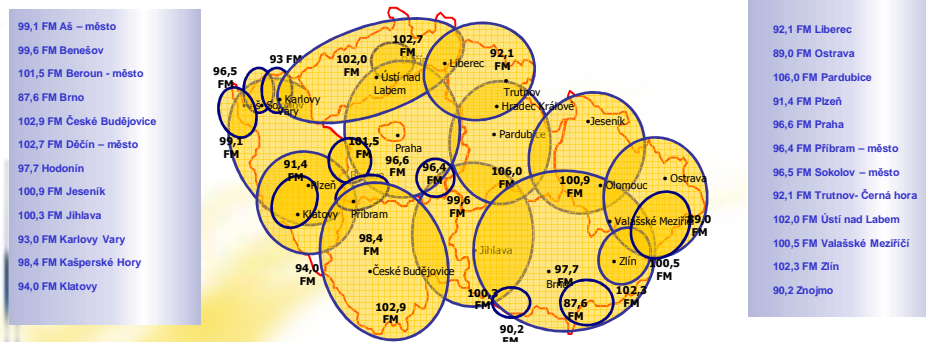 99,1 FM Aš – město
99,6 FM Benešov
101,5 FM Beroun - město
87,6 FM Brno
102,9 FM České Budějovice
102,7 FM Děčín – město
97,7 Hodonín
100,9 FM Jeseník
100,3 FM Jihlava
93,0 FM Karlovy Vary
98,4 FM Kašperské Hory
94,0 FM Klatovy
102,7
FM
102,0
FM
92,1
FM
93 FM
96,5
FM
Liberec
Ústí nad
Labem
Karlovy
Vary
Trutnov
Hradec Králové
99,1
FM
Jeseník
Pardubice
Praha
101,5
FM
96,6
FM
96,4
FM
106,0
FM
91,4
FM
Plzeň
100,9
FM
Olomouc
Ostrava
Příbram
99,6
FM
Klatovy
Valašské Meziříčí
89,0
FM
98,4
FM
Jihlava
Zlín
100,5
FM
94,0
FM
České Budějovice
97,7
FM
Brno
102,3
FM
100,3
FM
87,6
FM
102,9
FM
90,2
FM
92,1 FM Liberec
89,0 FM Ostrava
106,0 FM Pardubice
91,4 FM Plzeň
96,6 FM Praha
96,4 FM Příbram – město
96,5 FM Sokolov – město
92,1 FM Trutnov- Černá hora
102,0 FM Ústí nad Labem
100,5 FM Valašské Meziříčí
102,3 FM Zlín
90,2 FM Znojmo